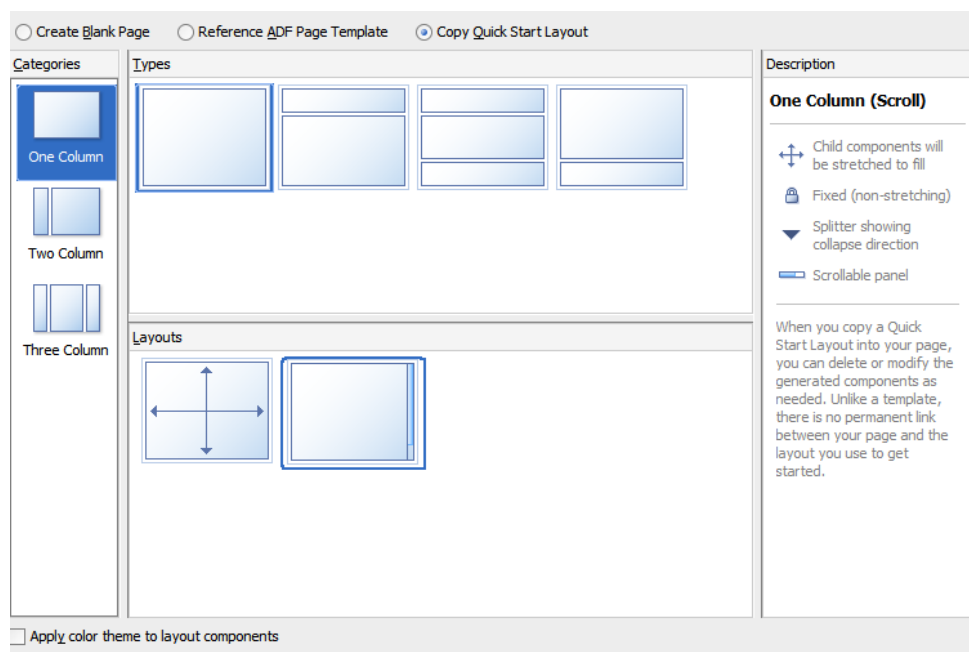 Create Blank Page
Reference ADF Page Template
Copy Quick Start Layout
Categories
One Column
Two Column
Three Column
Types
Layouts
Description
One Column (Scroll)
Child components will
be stretched to fill
Fixed (non-stretching)
Splitter showing
collapse direction
Scrollable panel
When you copy a Quick
Start Layout into your page,
you can delete or modify the
generated components as
needed. Unlike a template,
there is no permanent link
between your page and the
layout you use to get
started.
Apply color theme to layout components